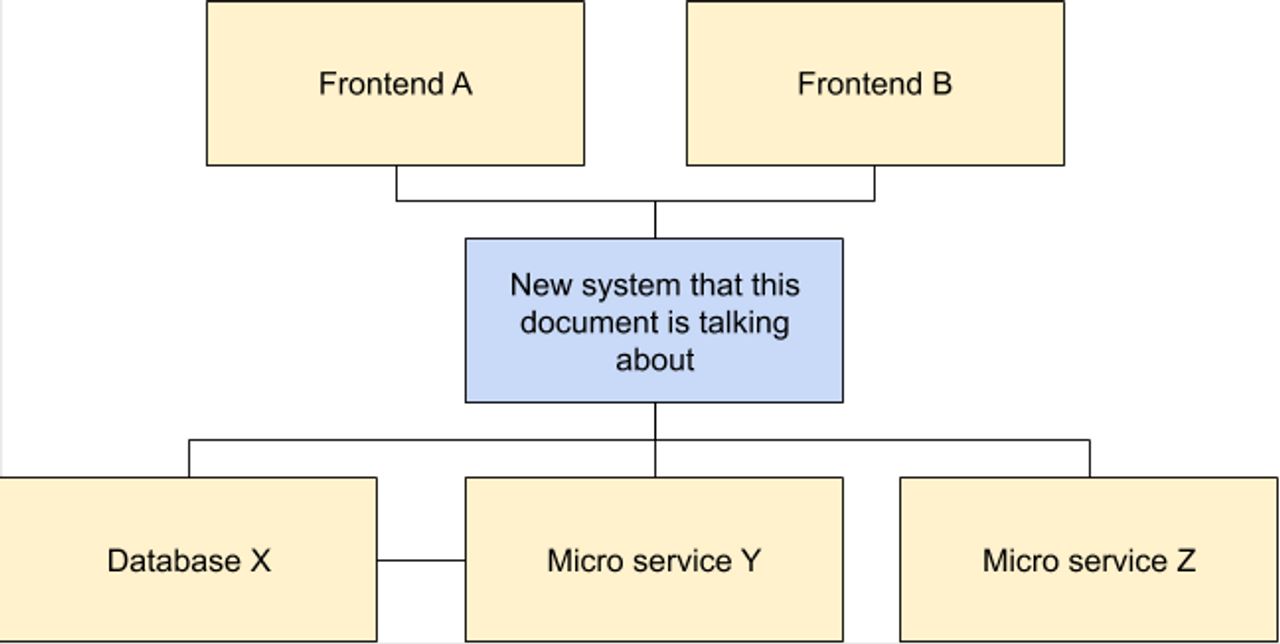 Frontend A
Frontend B
New system that this
document is talking
about
Database X
Micro service Y
Micro service Z